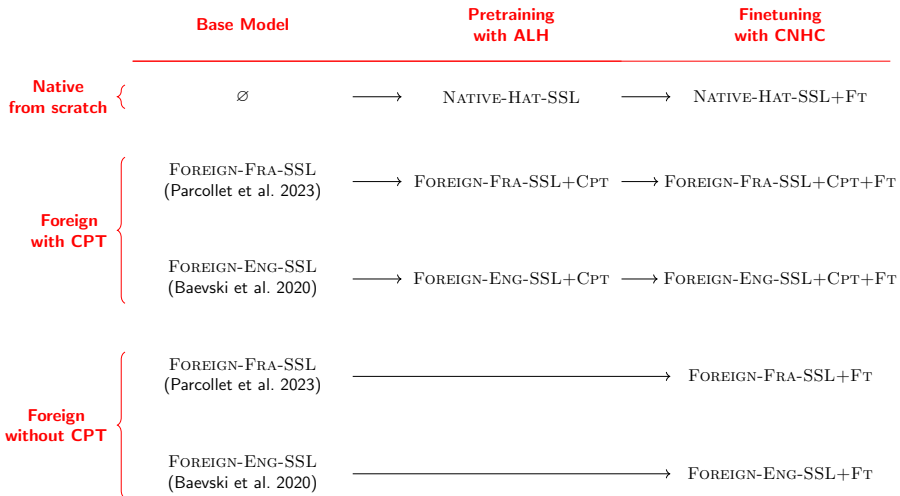 Base Model
Pretraining
with ALH
Finetuning
with CNHC
Native
from scratch
∅
Native-Hat-SSL
Native-Hat-SSL+Ft
Foreign
with CPT
Foreign-Fra-SSL
(Parcollet et al. 2023)
Foreign-Fra-SSL+Cpt
Foreign-Fra-SSL+Cpt+Ft
Foreign-Eng-SSL
(Baevski et al. 2020)
Foreign-Eng-SSL+Cpt
Foreign-Eng-SSL+Cpt+Ft
Foreign
without CPT
Foreign-Fra-SSL
(Parcollet et al. 2023)
Foreign-Fra-SSL+Ft
Foreign-Eng-SSL
(Baevski et al. 2020)
Foreign-Eng-SSL+Ft